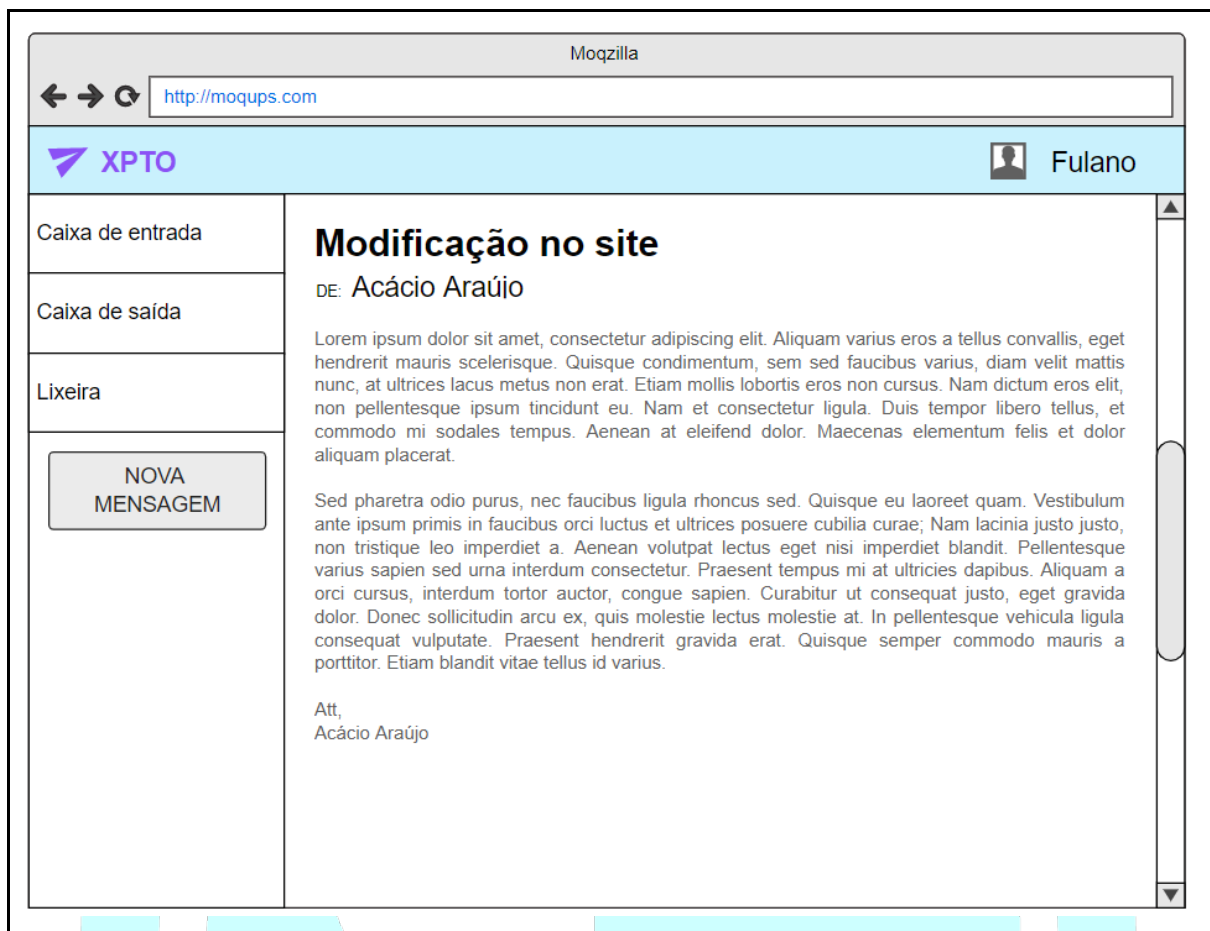 Moqzilla
http://moqups.com
XPTO
Fulano
Caixa de entrada
Caixa de saída
Lixeira
NOVA
MENSAGEM
Modificação no site
DE: Acácio Araújo
Lorem ipsum dolor sit amet, consectetur adipiscing elit. Aliquam varius eros a tellus convallis, eget
hendrerit mauris scelerisque. Quisque condimentum, sem sed faucibus varius, diam velit mattis
nunc, at ultrices lacus metus non erat. Etiam mollis lobortis eros non cursus. Nam dictum eros elit,
non pellentesque ipsum tincidunt eu. Nam et consectetur ligula. Duis tempor libero tellus, et
commodo mi sodales tempus. Aenean at eleifend dolor. Maecenas elementum felis et dolor
aliquam placerat.
Sed pharetra odio purus, nec faucibus ligula rhoncus sed. Quisque eu laoreet quam. Vestibulum
ante ipsum primis in faucibus orci luctus et ultrices posuere cubilia curae; Nam lacinia justo justo,
non tristique leo imperdiet a. Aenean volutpat lectus eget nisi imperdiet blandit. Pellentesque
varius sapien sed urna interdum consectetur. Praesent tempus mi at ultricies dapibus. Aliquam a
orci cursus, interdum tortor auctor, congue sapien. Curabitur ut consequat justo, eget gravida
dolor. Donec sollicitudin arcu ex, quis molestie lectus molestie at. In pellentesque vehicula ligula
consequat vulputate. Praesent hendrerit gravida erat. Quisque semper commodo mauris a
porttitor. Etiam blandit vitae tellus id varius.
Att,
Acácio Araújo